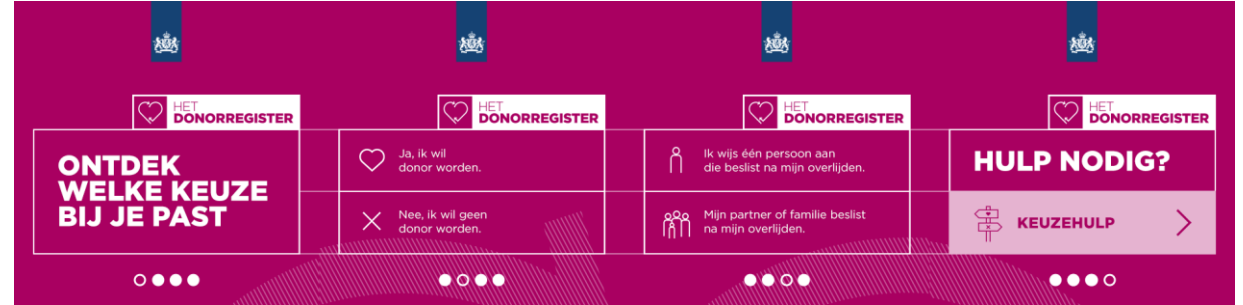 HET
DONORREGISTER
ONTDEK
WELKE KEUZE
BIJ JE PAST
HET
DONORREGISTER
Ja, ik wil
donor worden.
Nee, ik wil geen
donor worden.
HET
DONORREGISTER
Ik wijs één persoon aan
die beslist na mijn overlijden.
Mijn partner of familie beslist
na mijn overlijden.
HET
DONORREGISTER
HULP NODIG?
KEUZEHULP